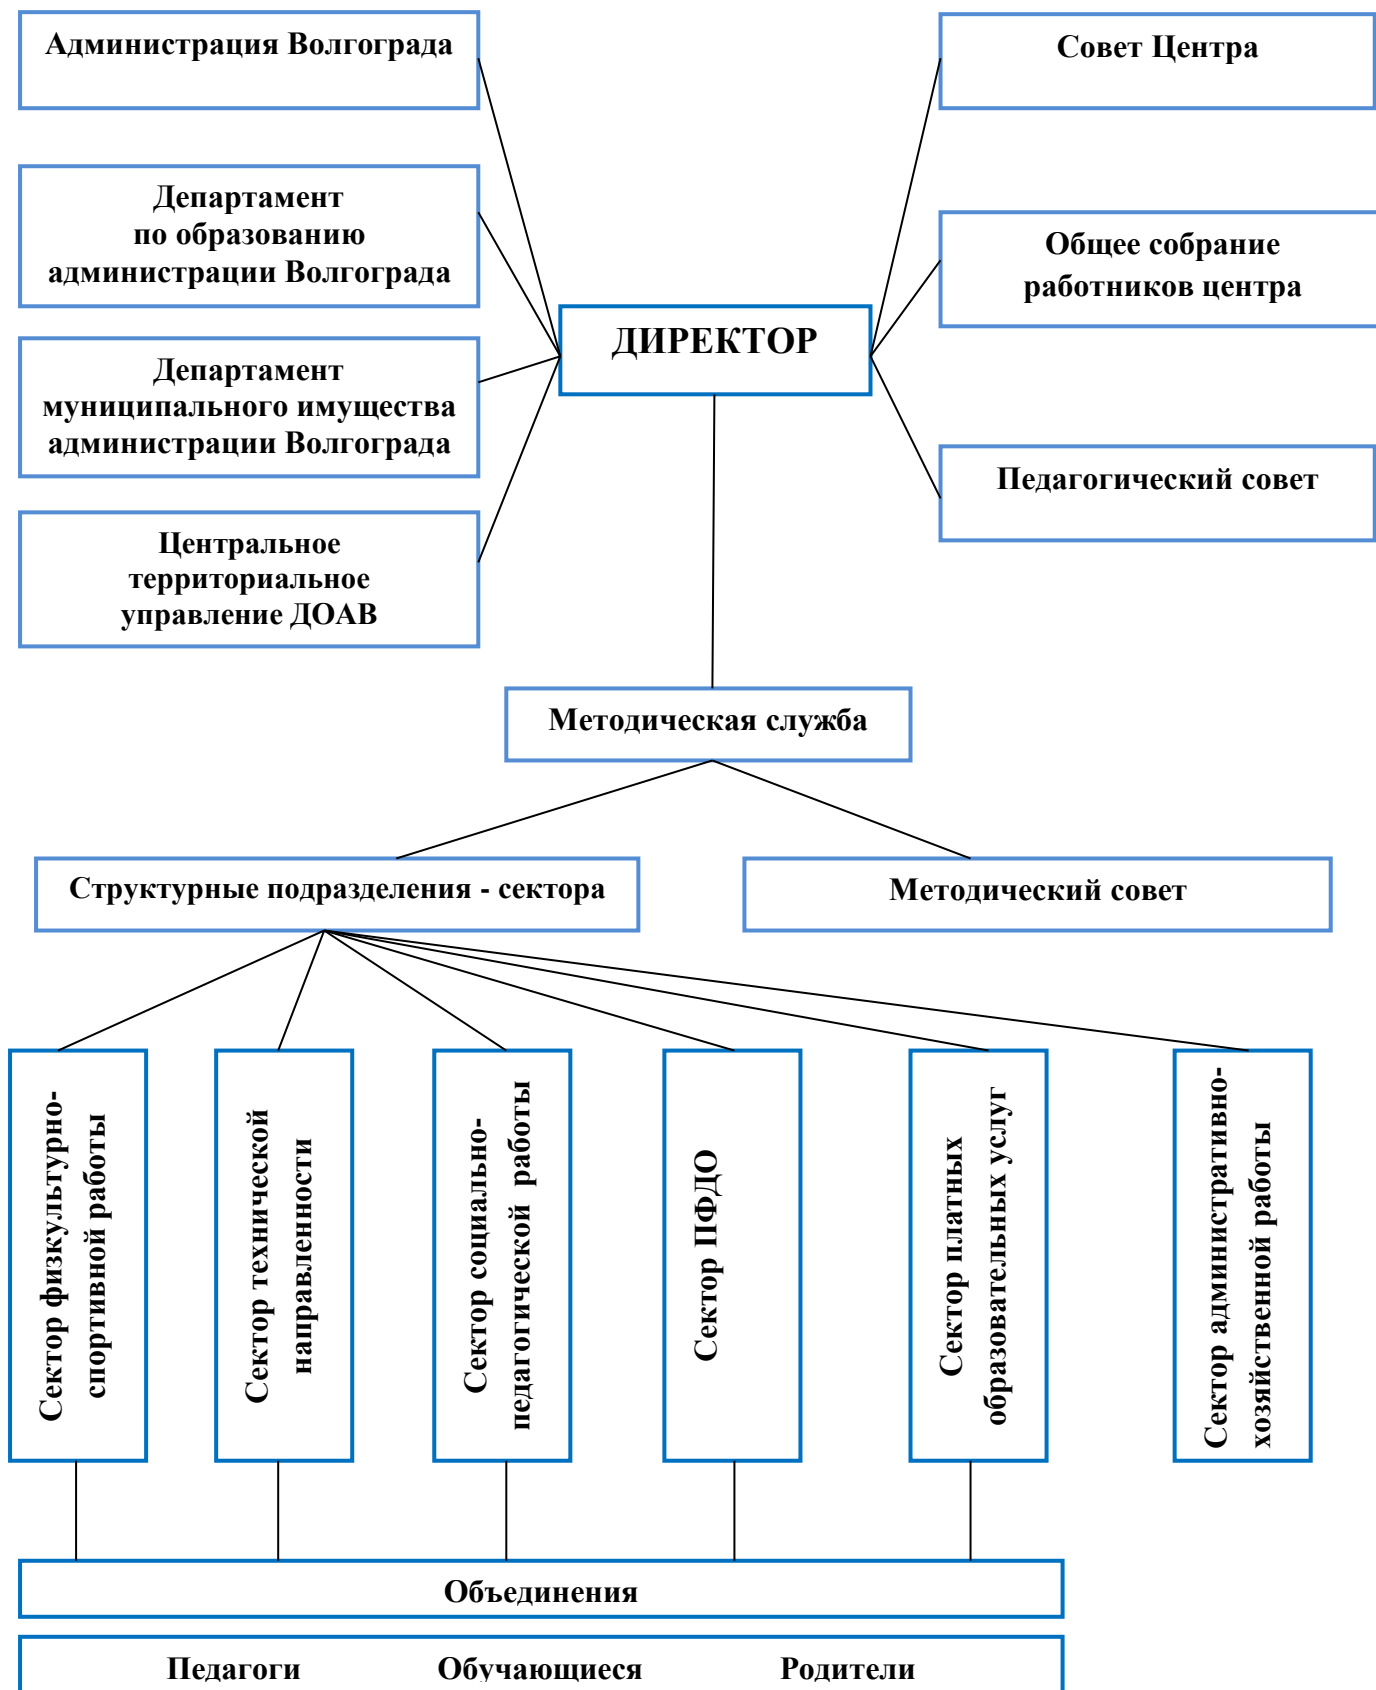 Администрация Волгограда
Совет Центра
Департамент
по образованию
администрации Волгограда
Общее собрание
работников центра
ДИРЕКТОР
Департамент
муниципального имущества
администрации Волгограда
Педагогический совет
Центральное
территориальное
управление ДОАВ
Методическая служба
Структурные подразделения - сектора
Методический совет
Сектор физкультурно-
спортивной работы
Сектор технической
направленности
Сектор социально-
педагогической работы
Сектор ПФДО
Сектор платных
образовательных услуг
Сектор административно-
хозяйственной работы
Объединения
Педагоги Обучающиеся Родители